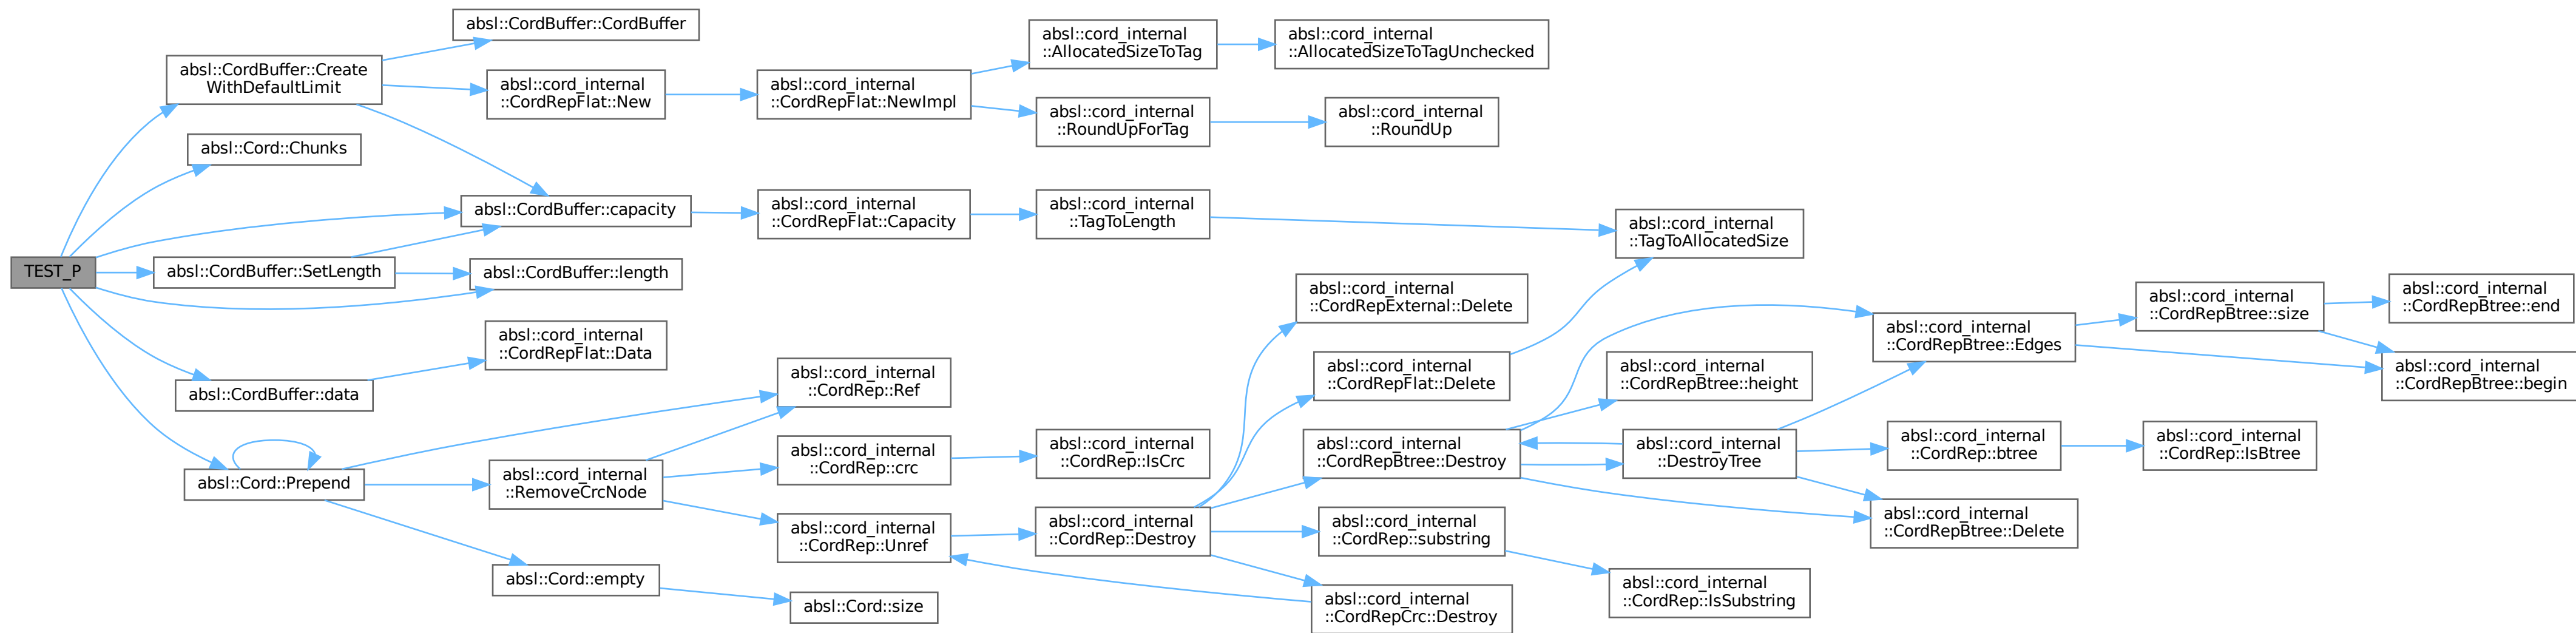 TEST_P
absl::CordBuffer::Create
WithDefaultLimit
absl::Cord::Chunks
absl::CordBuffer::SetLength
absl::CordBuffer::data
absl::Cord::Prepend
absl::CordBuffer::CordBuffer
absl::cord_internal
::CordRepFlat::New
absl::CordBuffer::capacity
absl::CordBuffer::length
absl::cord_internal
::CordRepFlat::Data
absl::cord_internal
::RemoveCrcNode
absl::Cord::empty
absl::cord_internal
::CordRepFlat::NewImpl
absl::cord_internal
::CordRepFlat::Capacity
absl::cord_internal
::CordRep::Ref
absl::cord_internal
::CordRep::crc
absl::cord_internal
::CordRep::Unref
absl::Cord::size
absl::cord_internal
::AllocatedSizeToTag
absl::cord_internal
::RoundUpForTag
absl::cord_internal
::TagToLength
absl::cord_internal
::CordRep::IsCrc
absl::cord_internal
::CordRep::Destroy
absl::cord_internal
::AllocatedSizeToTagUnchecked
absl::cord_internal
::RoundUp
absl::cord_internal
::CordRepExternal::Delete
absl::cord_internal
::CordRepFlat::Delete
absl::cord_internal
::CordRepBtree::Destroy
absl::cord_internal
::CordRep::substring
absl::cord_internal
::CordRepCrc::Destroy
absl::cord_internal
::TagToAllocatedSize
absl::cord_internal
::CordRepBtree::height
absl::cord_internal
::DestroyTree
absl::cord_internal
::CordRep::IsSubstring
absl::cord_internal
::CordRepBtree::Edges
absl::cord_internal
::CordRep::btree
absl::cord_internal
::CordRepBtree::Delete
absl::cord_internal
::CordRepBtree::size
absl::cord_internal
::CordRep::IsBtree
absl::cord_internal
::CordRepBtree::end
absl::cord_internal
::CordRepBtree::begin